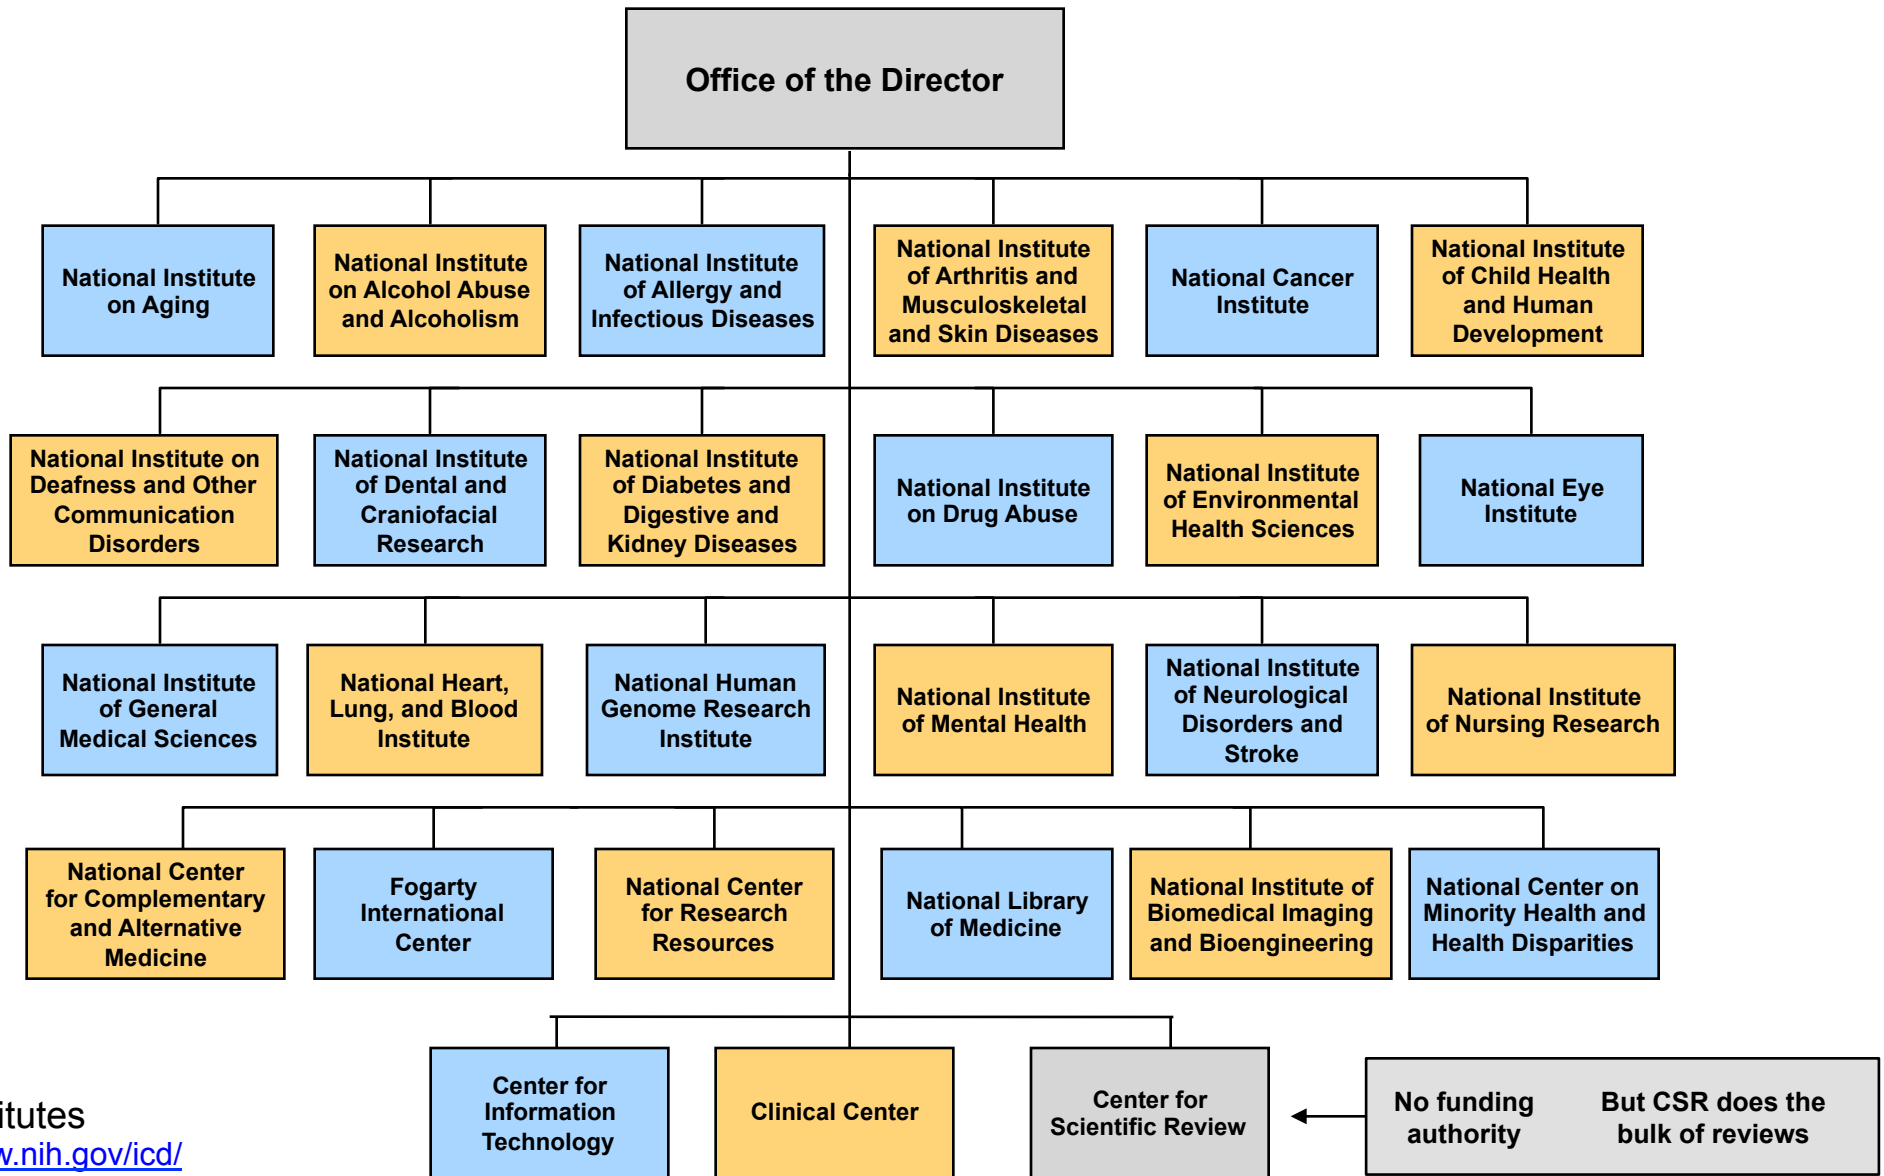 Office of the Director
National Institute
on Aging
National Institute
on Alcohol Abuse
and Alcoholism
National Institute
of Allergy and
Infectious Diseases
National Institute
of Arthritis and
Musculoskeletal
and Skin Diseases
National Cancer
Institute
National Institute
of Child Health
and Human
Development
National Institute on
Deafness and Other
Communication
Disorders
National Institute
of Dental and
Craniofacial
Research
National Institute
of Diabetes and
Digestive and
Kidney Diseases
National Institute
on Drug Abuse
National Institute
of Environmental
Health Sciences
National Eye
Institute
National Institute
of General
Medical Sciences
National Heart,
Lung, and Blood
Institute
National Human
Genome Research
Institute
National Institute
of Mental Health
National Institute
of Neurological
Disorders and
Stroke
National Institute
of Nursing Research
National Center
for Complementary
and Alternative
Medicine
Fogarty
International
Center
National Center
for Research
Resources
National Library
of Medicine
National Institute of
Biomedical Imaging
and Bioengineering
National Center on
Minority Health and
Health Disparities
Center for
Information
Technology
Clinical Center
Center for
Scientific Review
No funding
authority
But CSR does the
bulk of reviews
titutes
w.nih.gov/icd/